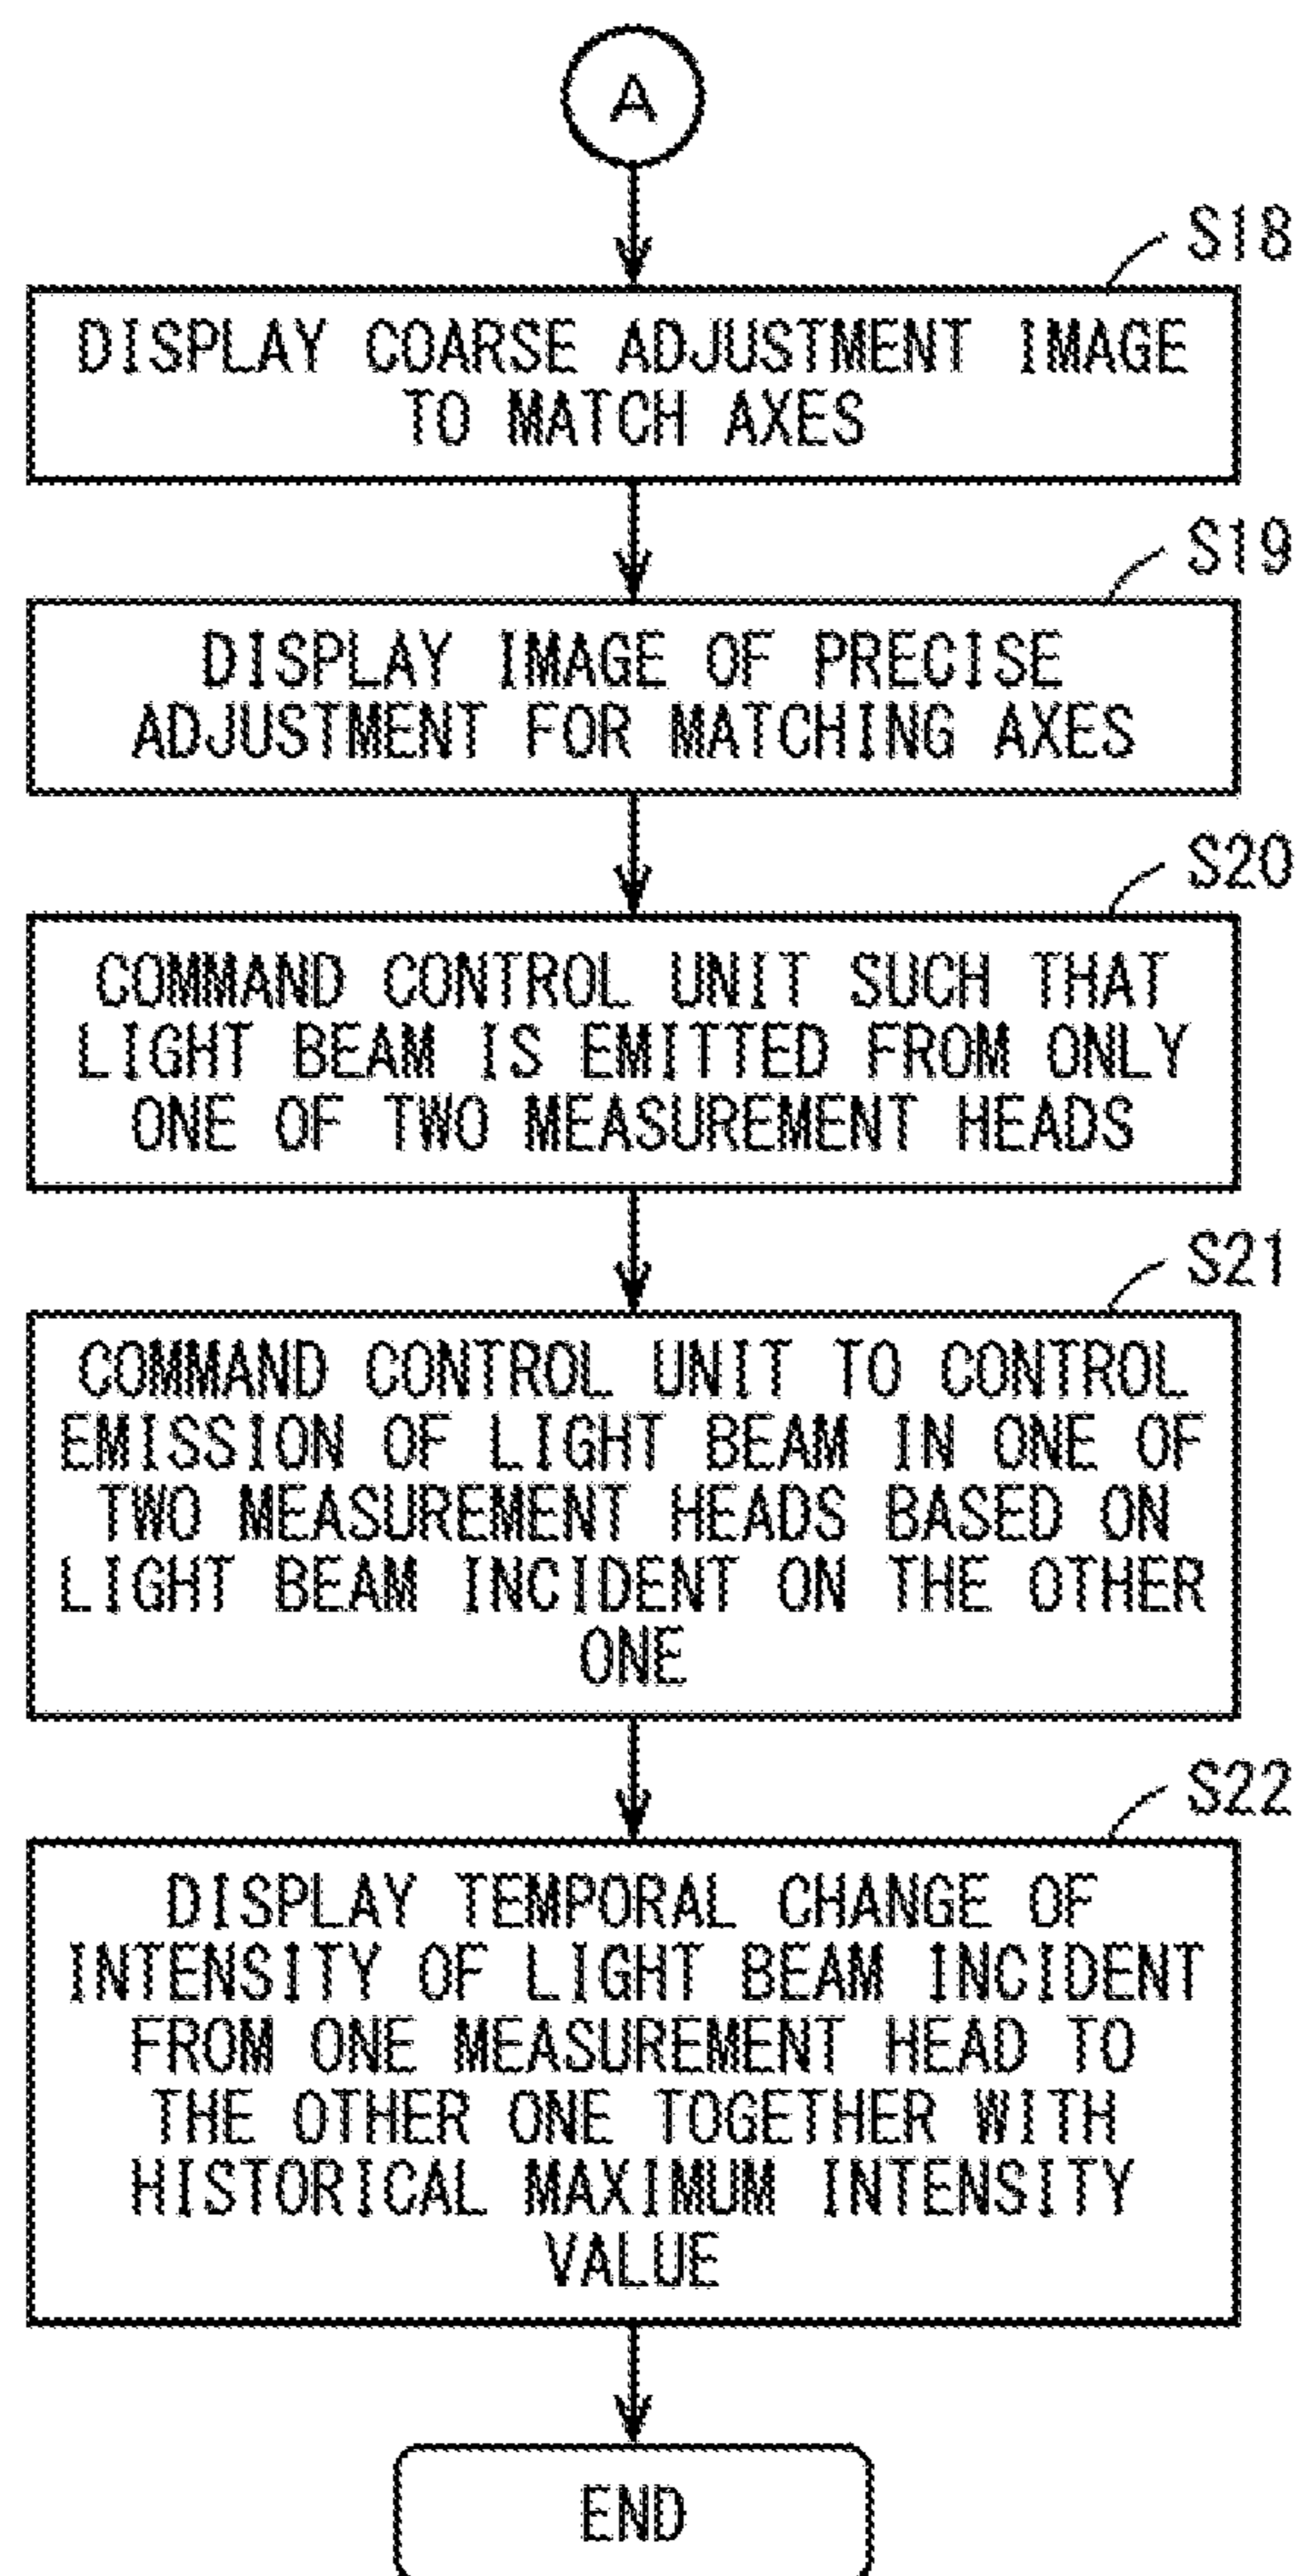 A
S18
DISPLAY COARSE ADJUSTMENT IMAGE
TO MATCH AXES
S19
DISPLAY IMAGE OF PRECISE
ADJUSTMENT FOR MATCHING AXES
S20
COMMAND CONTROL UNIT SUCH THAT
LIGHT BEAM IS EMITTED FROM ONLY
ONE OF TWO MEASUREMENT HEADS
S21
COMMAND CONTROL UNIT TO CONTROL
EMISSION OF LIGHT BEAM IN ONE OF
TWO MEASUREMENT HEADS BASED ON
LIGHT BEAM INCIDENT ON THE OTHER
ONE
S22
DISPLAY TEMPORAL CHANGE OF
INTENSITY OF LIGHT BEAM INCIDENT
FROM ONE MEASUREMENT HEAD TO
THE OTHER ONE TOGETHER WITH
HISTORICAL MAXIMUM INTENSITY
VALUE
END